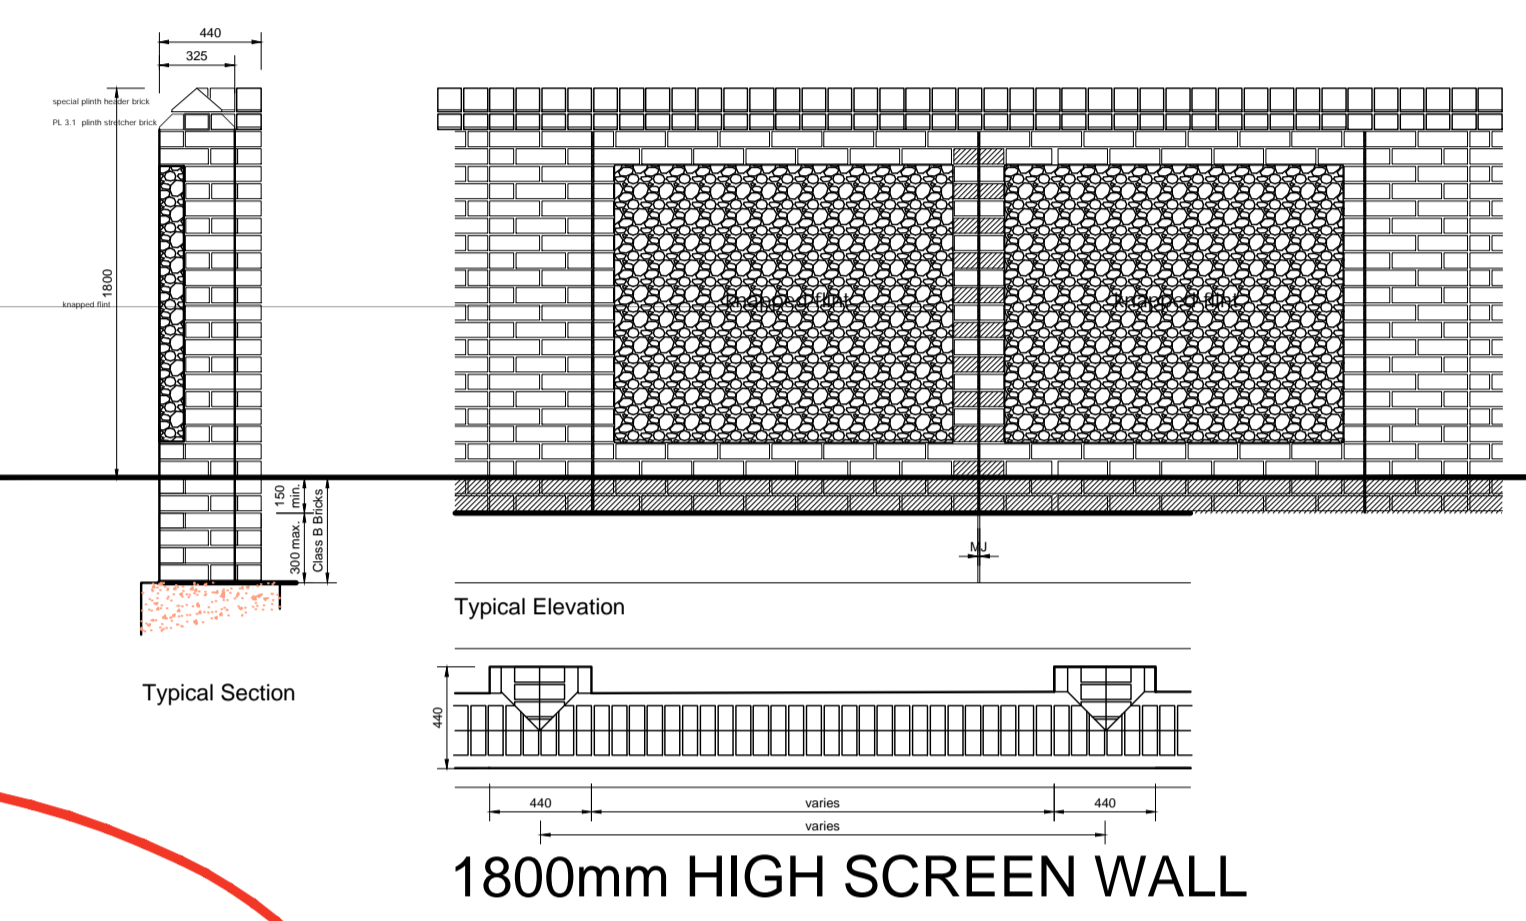 440
325
special plinth header brick
PL 3.1 plinth stretcher brick
1800
knapped flint
knapped flint
knapped flint
150
min.
300 max.
Class B Bricks
MJ
Typical Elevation
Typical Section
440
440
varies
440
varies
1800mm HIGH SCREEN WALL